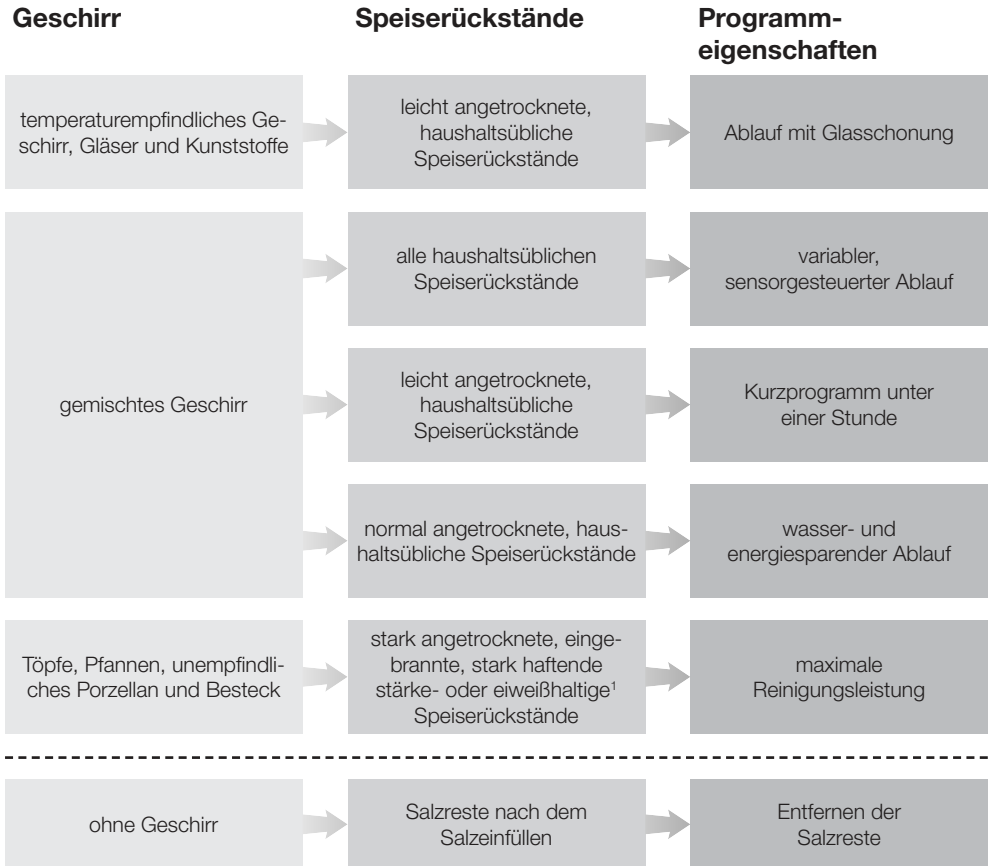 Geschirr
Speiserückstände
Programm-
eigenschaften
temperaturempfindliches Ge-
schirr, Gläser und Kunststoffe
leicht angetrocknete,
haushaltsübliche
Speiserückstände
Ablauf mit Glasschonung
gemischtes Geschirr
alle haushaltsüblichen
Speiserückstände
variabler,
sensorgesteuerter Ablauf
leicht angetrocknete,
haushaltsübliche
Speiserückstände
Kurzprogramm unter
einer Stunde
normal angetrocknete, haus-
haltsübliche Speiserückstände
wasser- und
energiesparender Ablauf
Töpfe, Pfannen, unempfindli-
ches Porzellan und Besteck
stark angetrocknete, einge-
brannte, stark haftende
stärke- oder eiweißhaltige¹
Speiserückstände
maximale
Reinigungsleistung
ohne Geschirr
Salzreste nach dem
Salzeinfüllen
Entfernen der
Salzreste